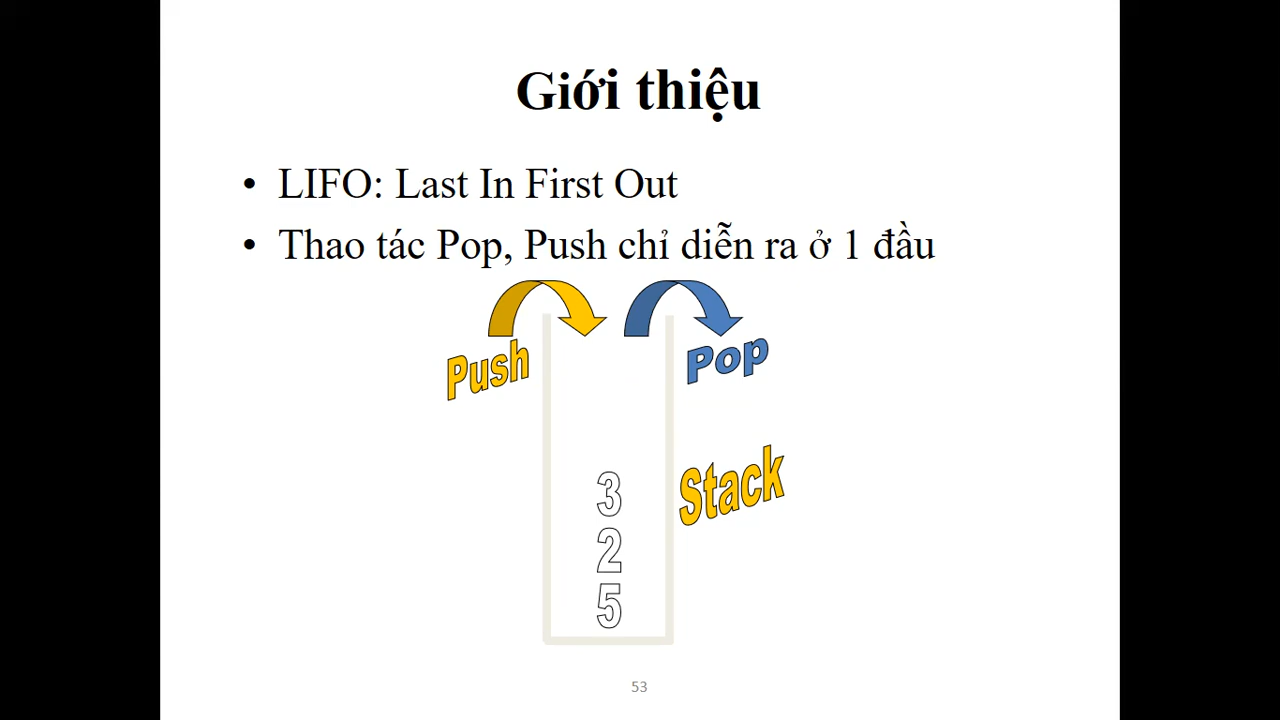 Giới thiệu
• LIFO: Last In First Out
• Thao tác Pop, Push chỉ diễn ra ở 1 đầu
Push
Pop
Stack
3
2
5
53